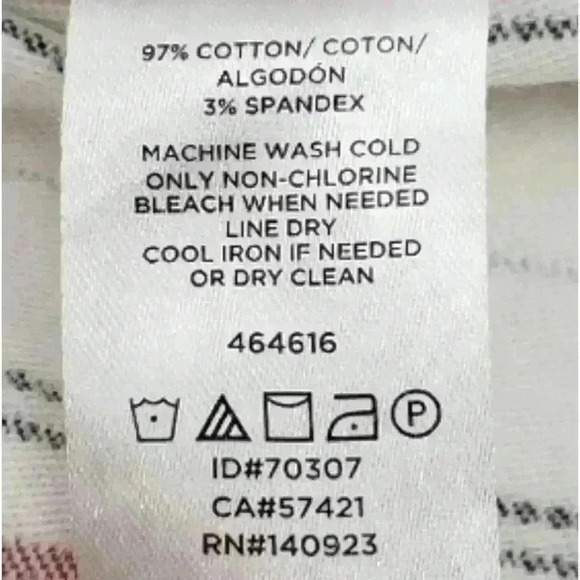 97% COTTON/ COTON/
ALGODÓN
3% SPANDEX
MACHINE WASH COLD
ONLY NON-CHLORINE
BLEACH WHEN NEEDED
LINE DRY
COOL IRON IF NEEDED
OR DRY CLEAN
464616
P
ID#70307
CA#57421
RN#140923